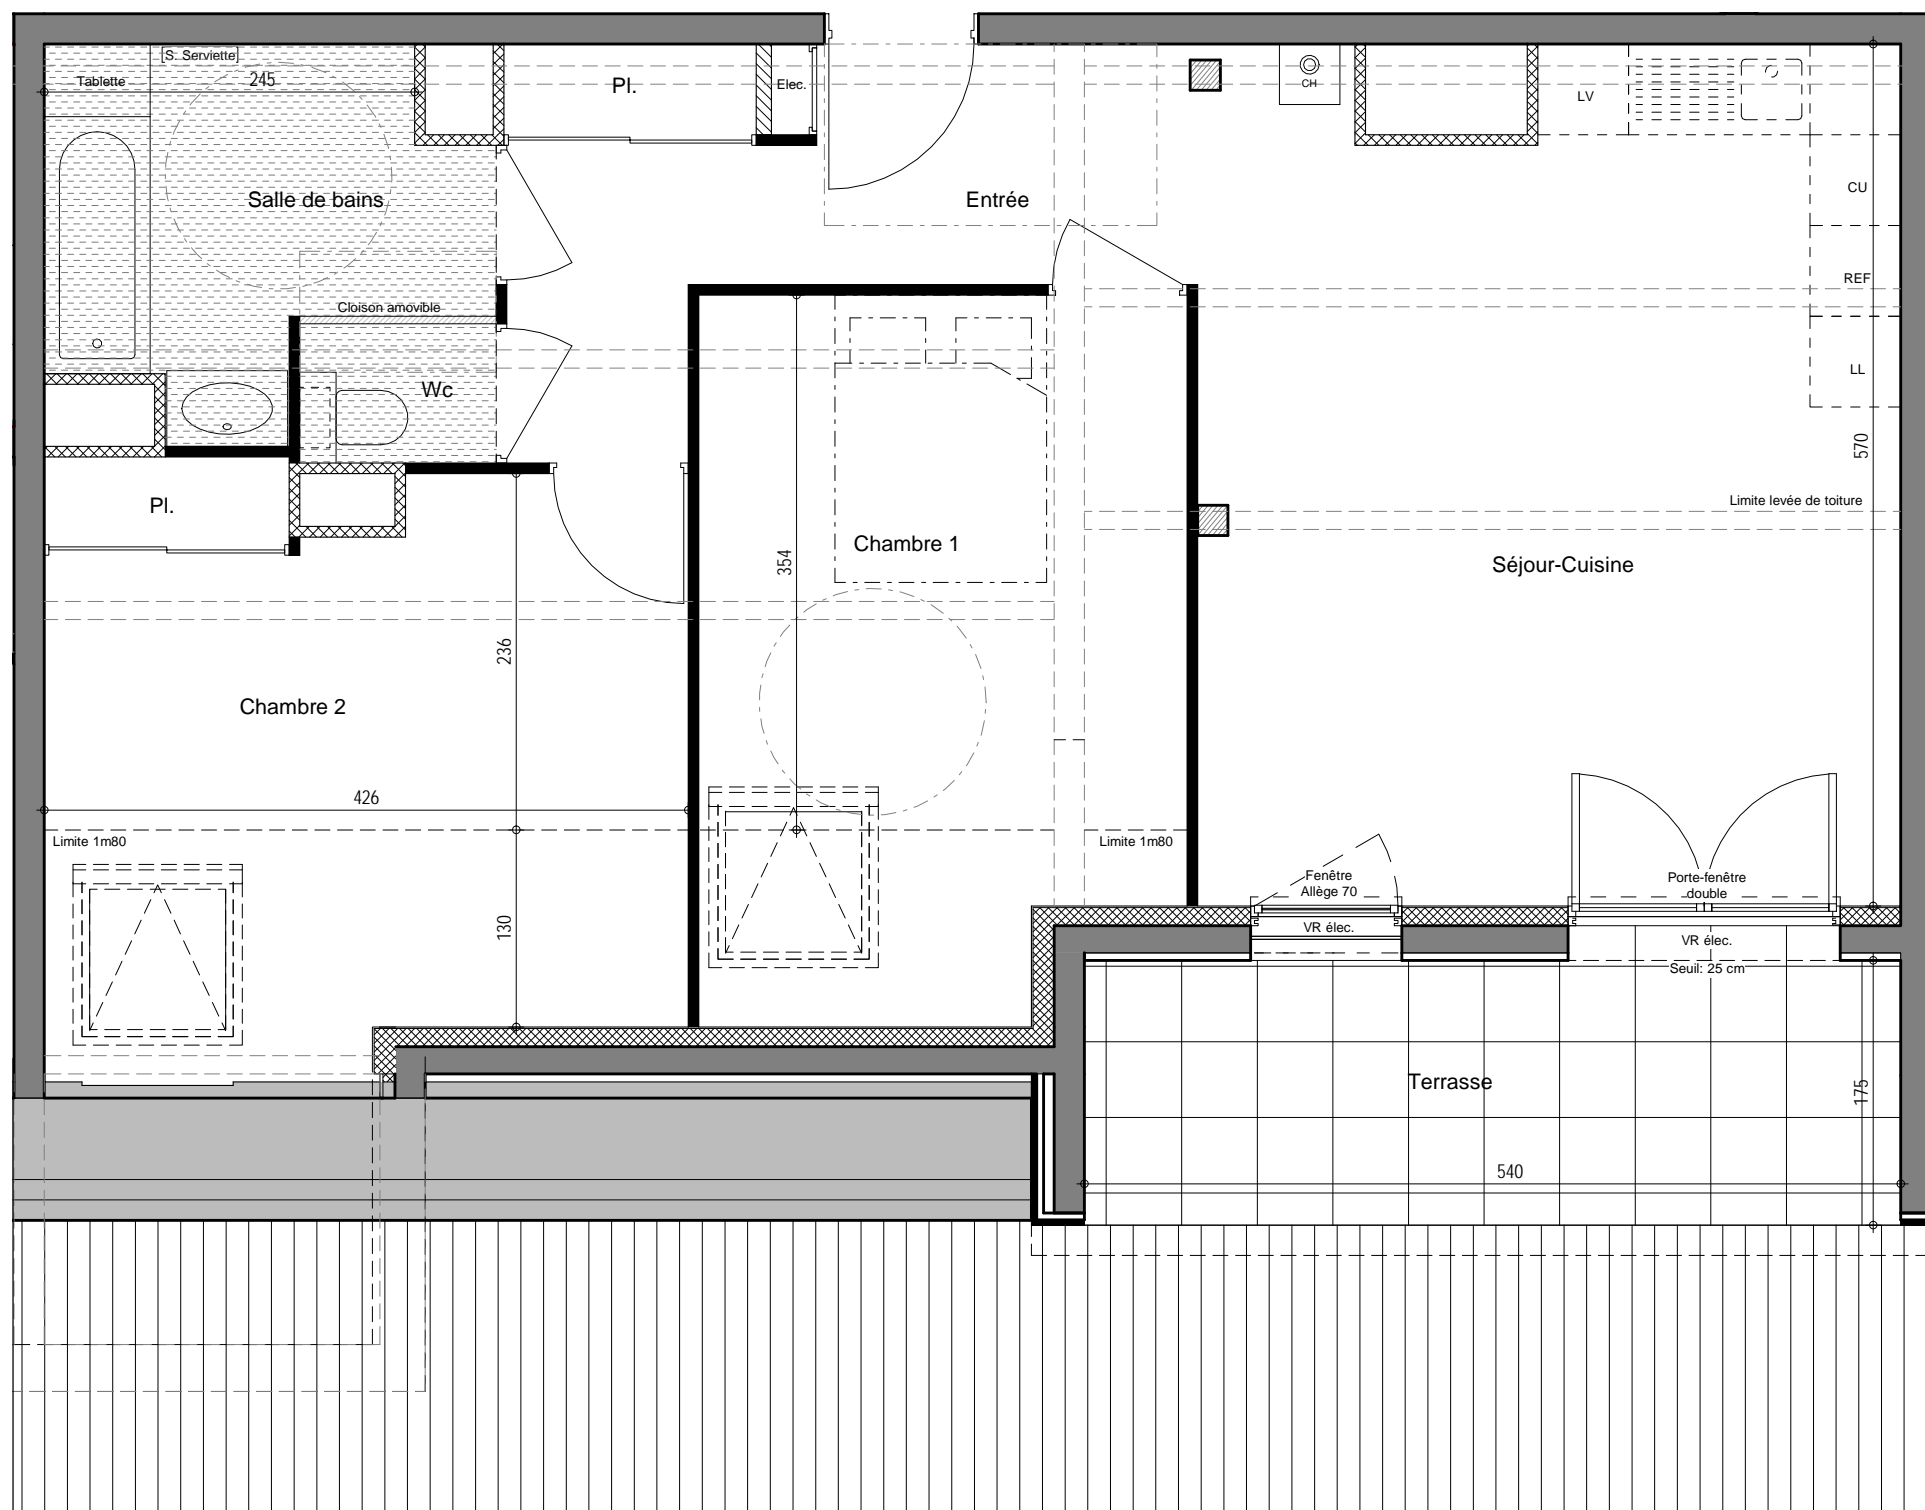 S. Serviette
Tablette
245
Pl.
Elec.
CH
LV
CU
REF
LL
Salle de bains
Entrée
Cloison amovible
Wc
Pl.
570
Limite levée de toiture
Chambre 1
354
Séjour-Cuisine
236
Chambre 2
426
Limite 1m80
Limite 1m80
Fenêtre
Allège 70
Porte-fenêtre
double
VR élec.
VR élec.
130
Seuil: 25 cm
Terrasse
175
540